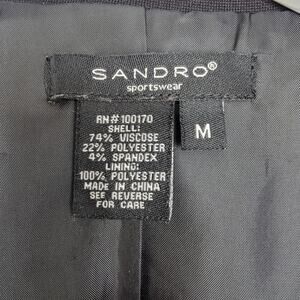 SANDRO®
sportswear
RN#100170
SHELL:
74% VISCOSE
22% POLYESTER
4% SPANDEX
LINING:
100% POLYESTER
MADE IN CHINA
SEE REVERSE
FOR CARE
M